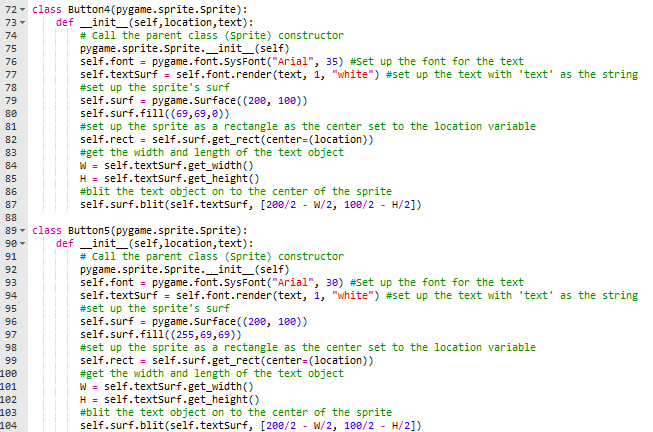 72 class Button4(pygame.sprite.Sprite):
73     def __init__(self,location,text):
74         # Call the parent class (Sprite) constructor
75         pygame.sprite.Sprite.__init__(self)
76         self.font = pygame.font.SysFont("Arial", 35) #Set up the font for the text
77         self.textSurf = self.font.render(text, 1, "white") #set up the text with 'text' as the string
78         #set up the sprite's surf
79         self.surf = pygame.Surface((200, 100))
80         self.surf.fill((69,69,0))
81         #set up the sprite as a rectangle as the center set to the location variable
82         self.rect = self.surf.get_rect(center=(location))
83         #get the width and length of the text object
84         W = self.textSurf.get_width()
85         H = self.textSurf.get_height()
86         #blit the text object on to the center of the sprite
87         self.surf.blit(self.textSurf, [200/2 - W/2, 100/2 - H/2])
88
89 class Button5(pygame.sprite.Sprite):
90     def __init__(self,location,text):
91         # Call the parent class (Sprite) constructor
92         pygame.sprite.Sprite.__init__(self)
93         self.font = pygame.font.SysFont("Arial", 30) #Set up the font for the text
94         self.textSurf = self.font.render(text, 1, "white") #set up the text with 'text' as the string
95         #set up the sprite's surf
96         self.surf = pygame.Surface((200, 100))
97         self.surf.fill((255,69,69))
98         #set up the sprite as a rectangle as the center set to the location variable
99         self.rect = self.surf.get_rect(center=(location))
100         #get the width and length of the text object
101         W = self.textSurf.get_width()
102         H = self.textSurf.get_height()
103         #blit the text object on to the center of the sprite
104         self.surf.blit(self.textSurf, [200/2 - W/2, 100/2 - H/2])